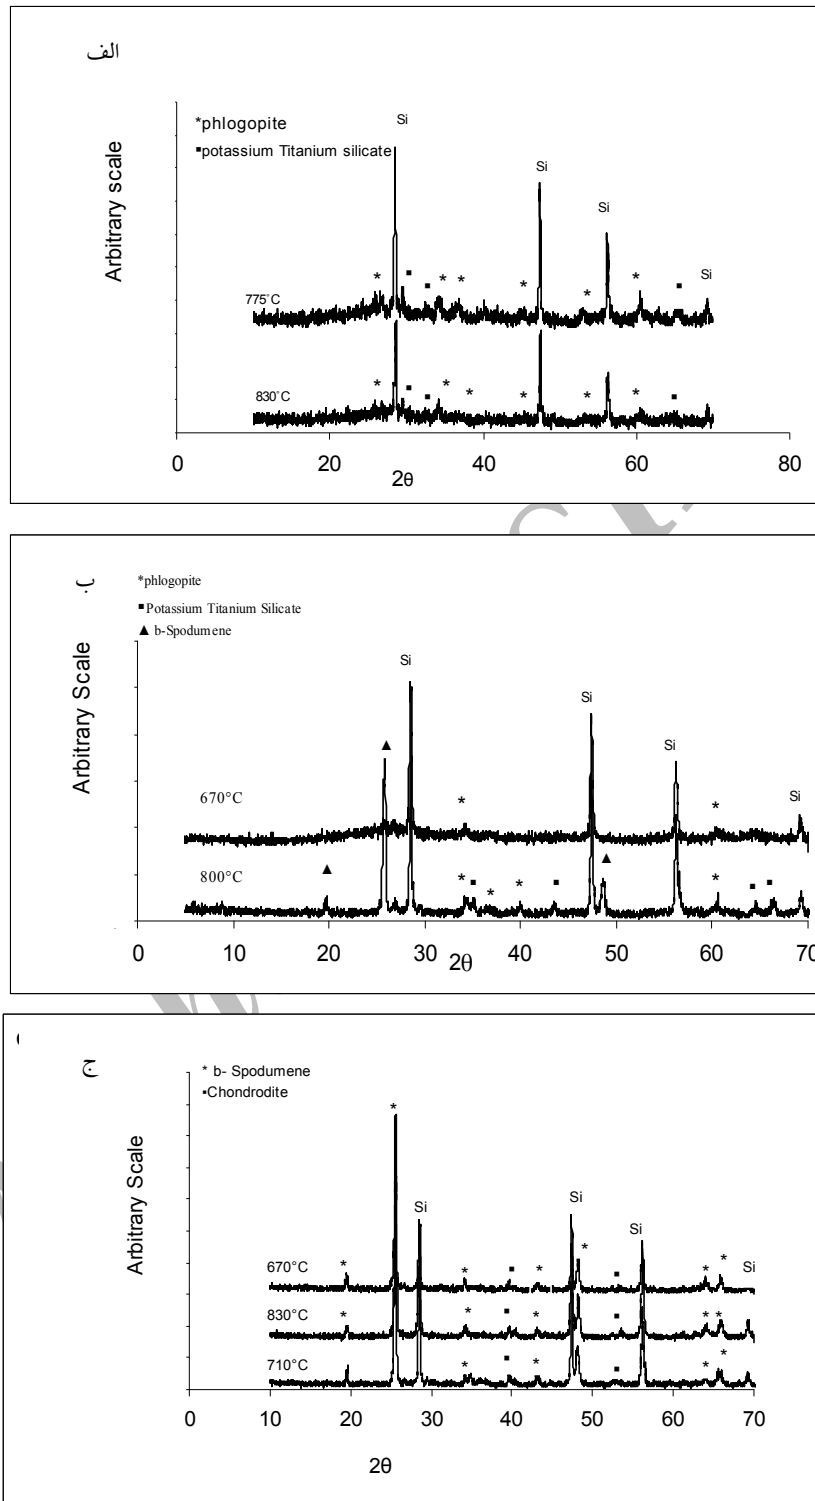 الف
*phlogopite
▪potassium Titanium silicate
Arbitrary scale
Si
Si
Si
Si
775°C
* ▪ ▪ * * * * * ▪
830°C
* ▪ ▪ * * * * * ▪
0 20 40 60 80
2θ
ب
*phlogopite
▪Potassium Titanium Silicate
▲ b-Spodumene
Arbitrary Scale
Si
Si
Si
Si
670°C
▲ * *
800°C
▲ * ▪ * * ▪ ▲ * ▪ ▪
0 10 20 30 40 50 60 70
2θ
ج
* b- Spodumene
▪Chondrodite
Arbitrary Scale
*
Si
Si
Si
Si
670°C
* * ▪ * * ▪ * *
830°C
* * ▪ * ▪ * *
710°C
* ▪ * ▪ * *
10 20 30 40 50 60 70
2θ